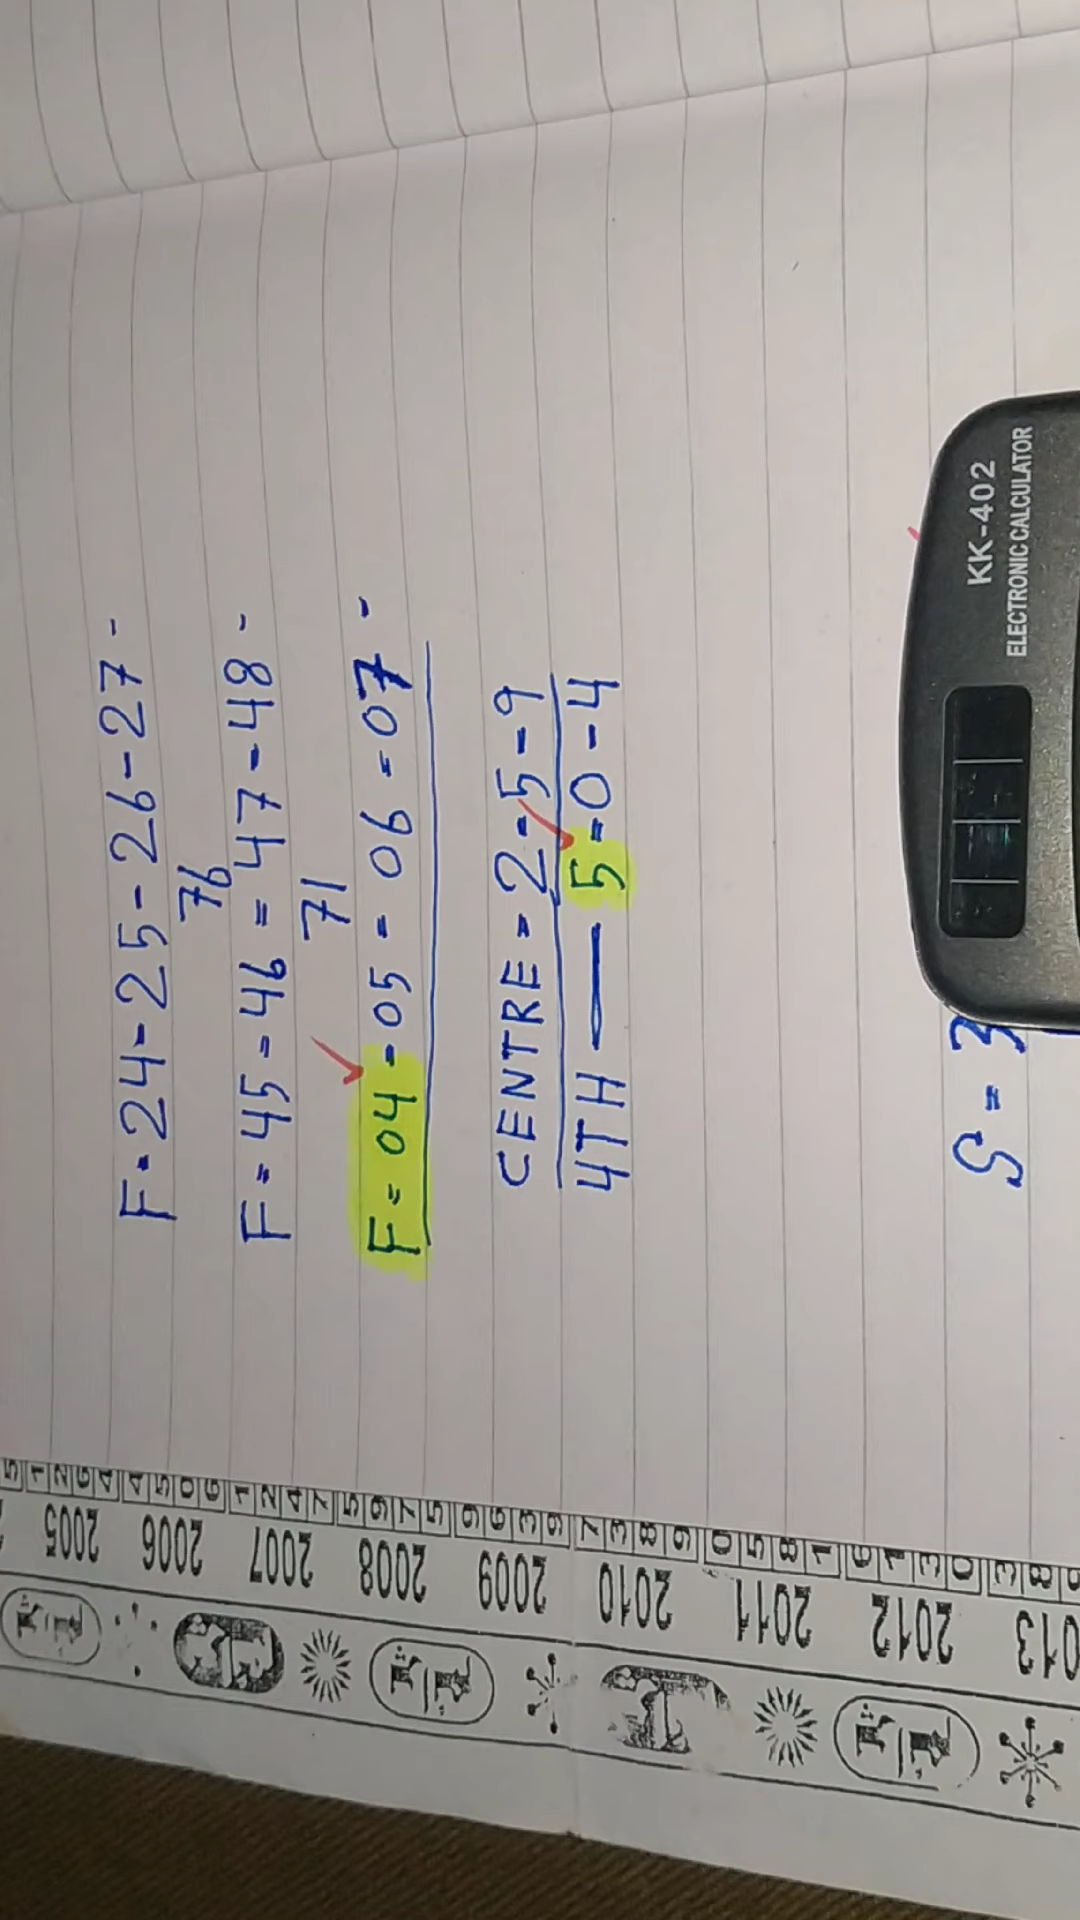 F=24-25-26-27-
76
F=45=46=47-48-
71
F=04-05=06=07-
CENTRE=2-5-9
4TH—5=0-4
S=3
KK-402
ELECTRONIC CALCULATOR
2005
2006
2007
2008
2009
2010
2011
2012
013